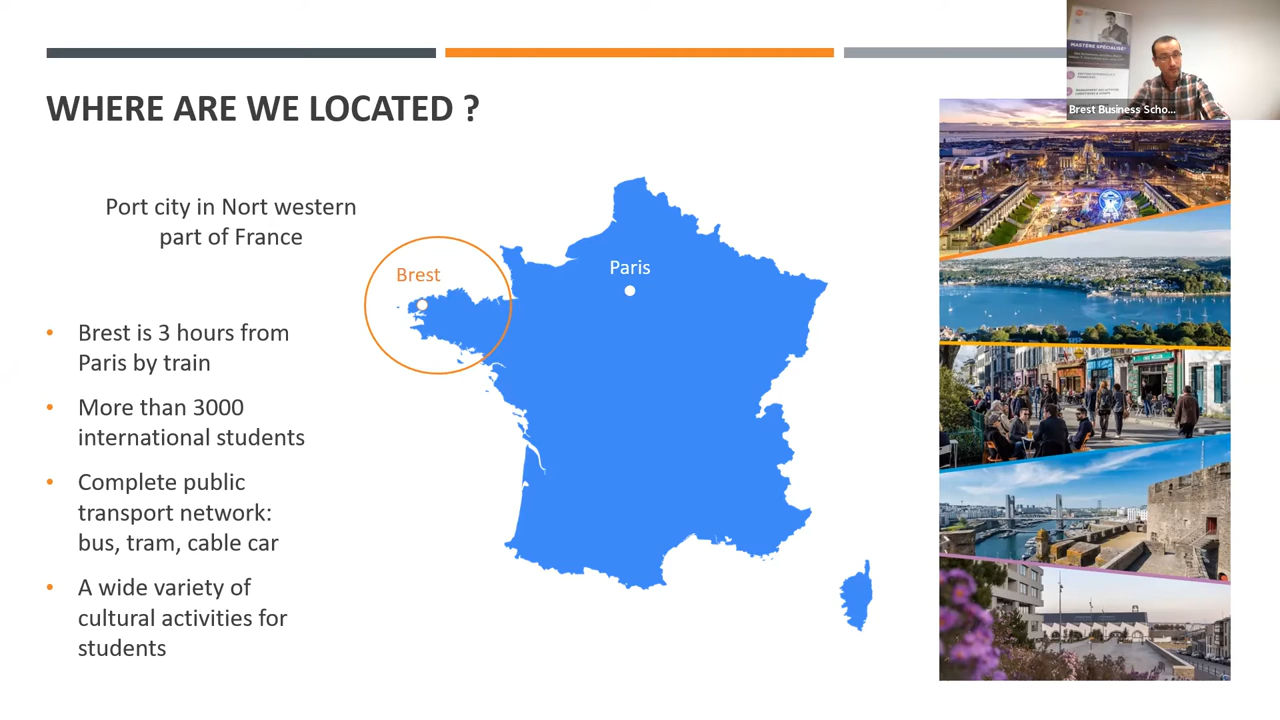 WHERE ARE WE LOCATED ?
Port city in Nort western
part of France
• Brest is 3 hours from
Paris by train
• More than 3000
international students
• Complete public
transport network:
bus, tram, cable car
• A wide variety of
cultural activities for
students
Brest
Paris
MASTÈRE SPÉCIALISÉ
Brest Business Scho...